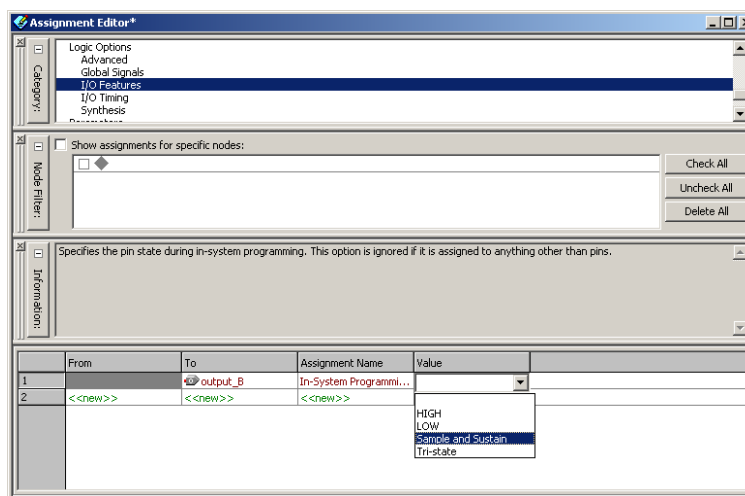 Assignment Editor*
Category:
Logic Options
Advanced
Global Signals
I/O Features
I/O Timing
Synthesis
Node Filter:
Show assignments for specific nodes:
Check All
Uncheck All
Delete All
Information:
Specifies the pin state during in-system programming. This option is ignored if it is assigned to anything other than pins.
From To Assignment Name Value
1 output_B In-System Programmi...
2 <<new>> <<new>> <<new>>
HIGH
LOW
Sample and Sustain
Tri-state